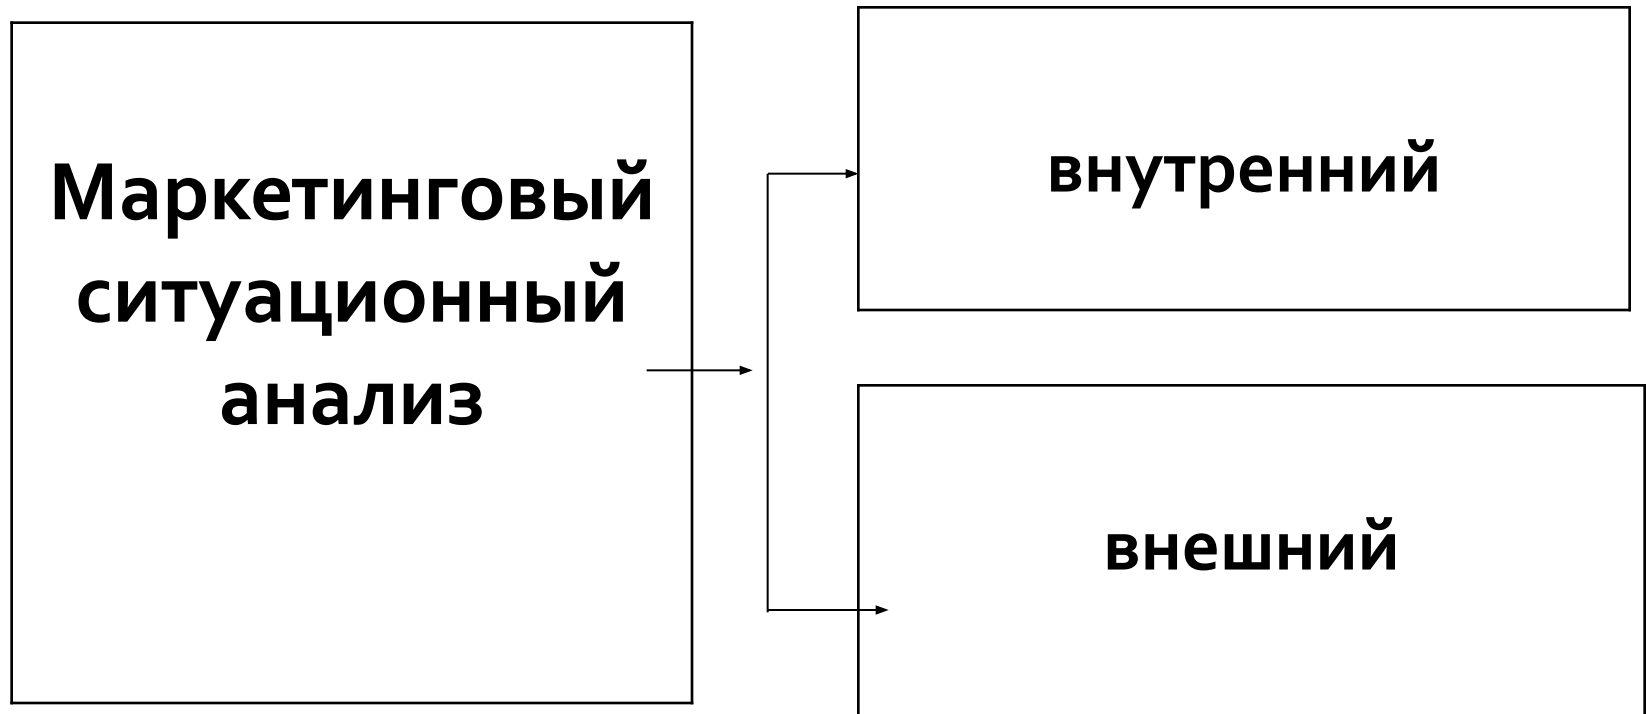 Маркетинговый
ситуационный
анализ
внутренний
внешний